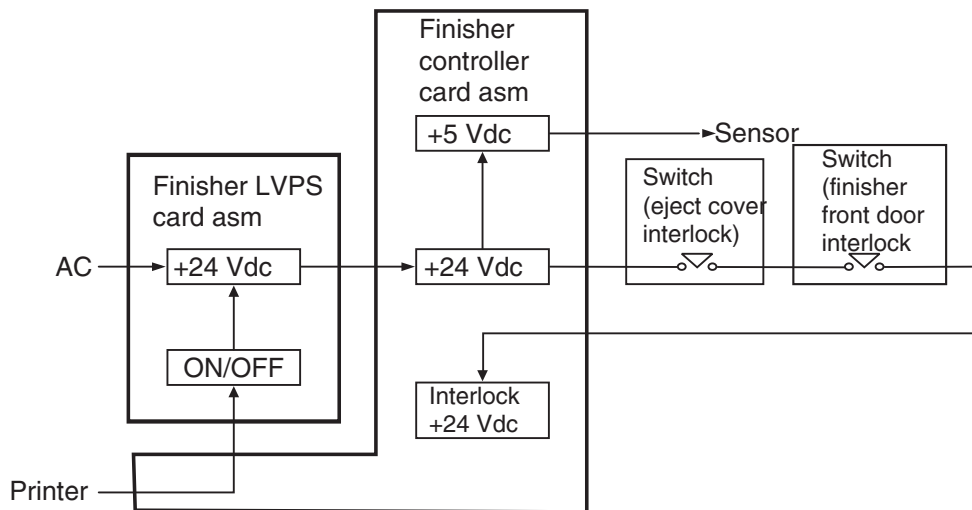 Finisher
controller
card asm
+5 Vdc
Sensor
Finisher LVPS
card asm
Switch
(eject cover
interlock)
Switch
(finisher
front door
interlock
AC
+24 Vdc
+24 Vdc
ON/OFF
Interlock
+24 Vdc
Printer